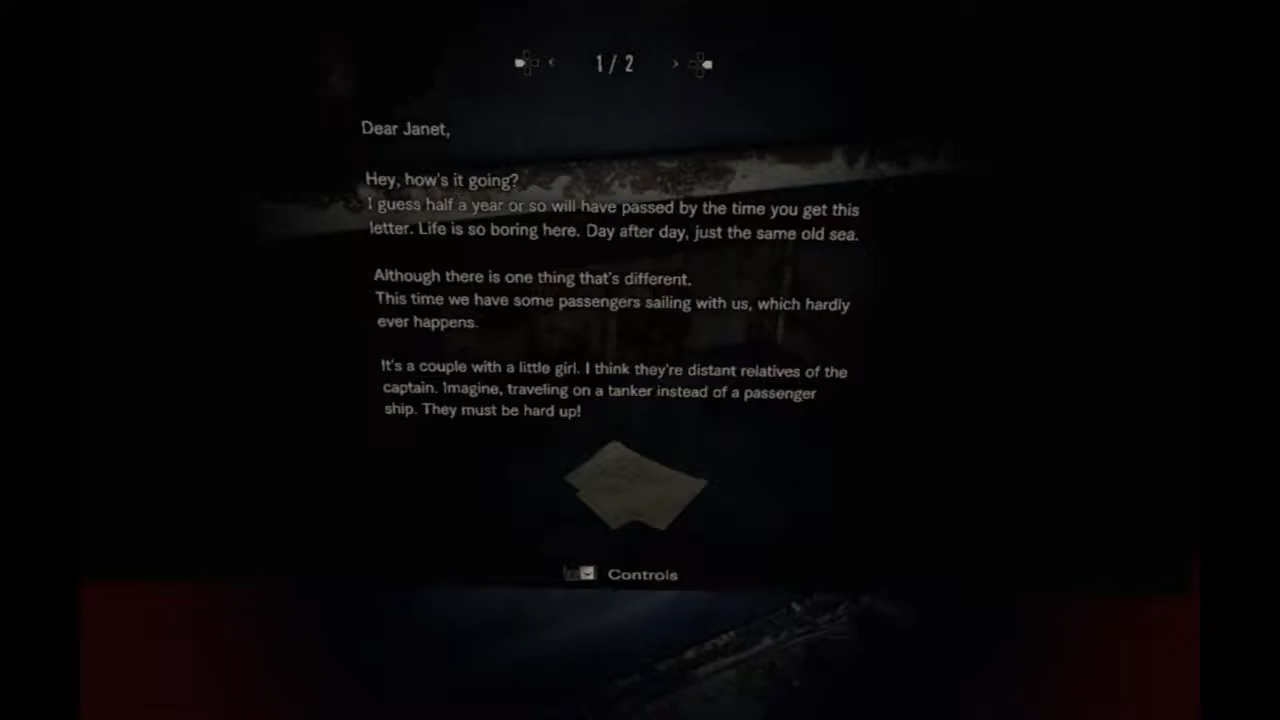 1 / 2
Dear Janet,
Hey, how's it going?
I guess half a year or so will have passed by the time you get this
letter. Life is so boring here. Day after day, just the same old sea.
Although there is one thing that's different.
This time we have some passengers sailing with us, which hardly
ever happens.
It's a couple with a little girl. I think they're distant relatives of the
captain. Imagine, traveling on a tanker instead of a passenger
ship. They must be hard up!
Controls